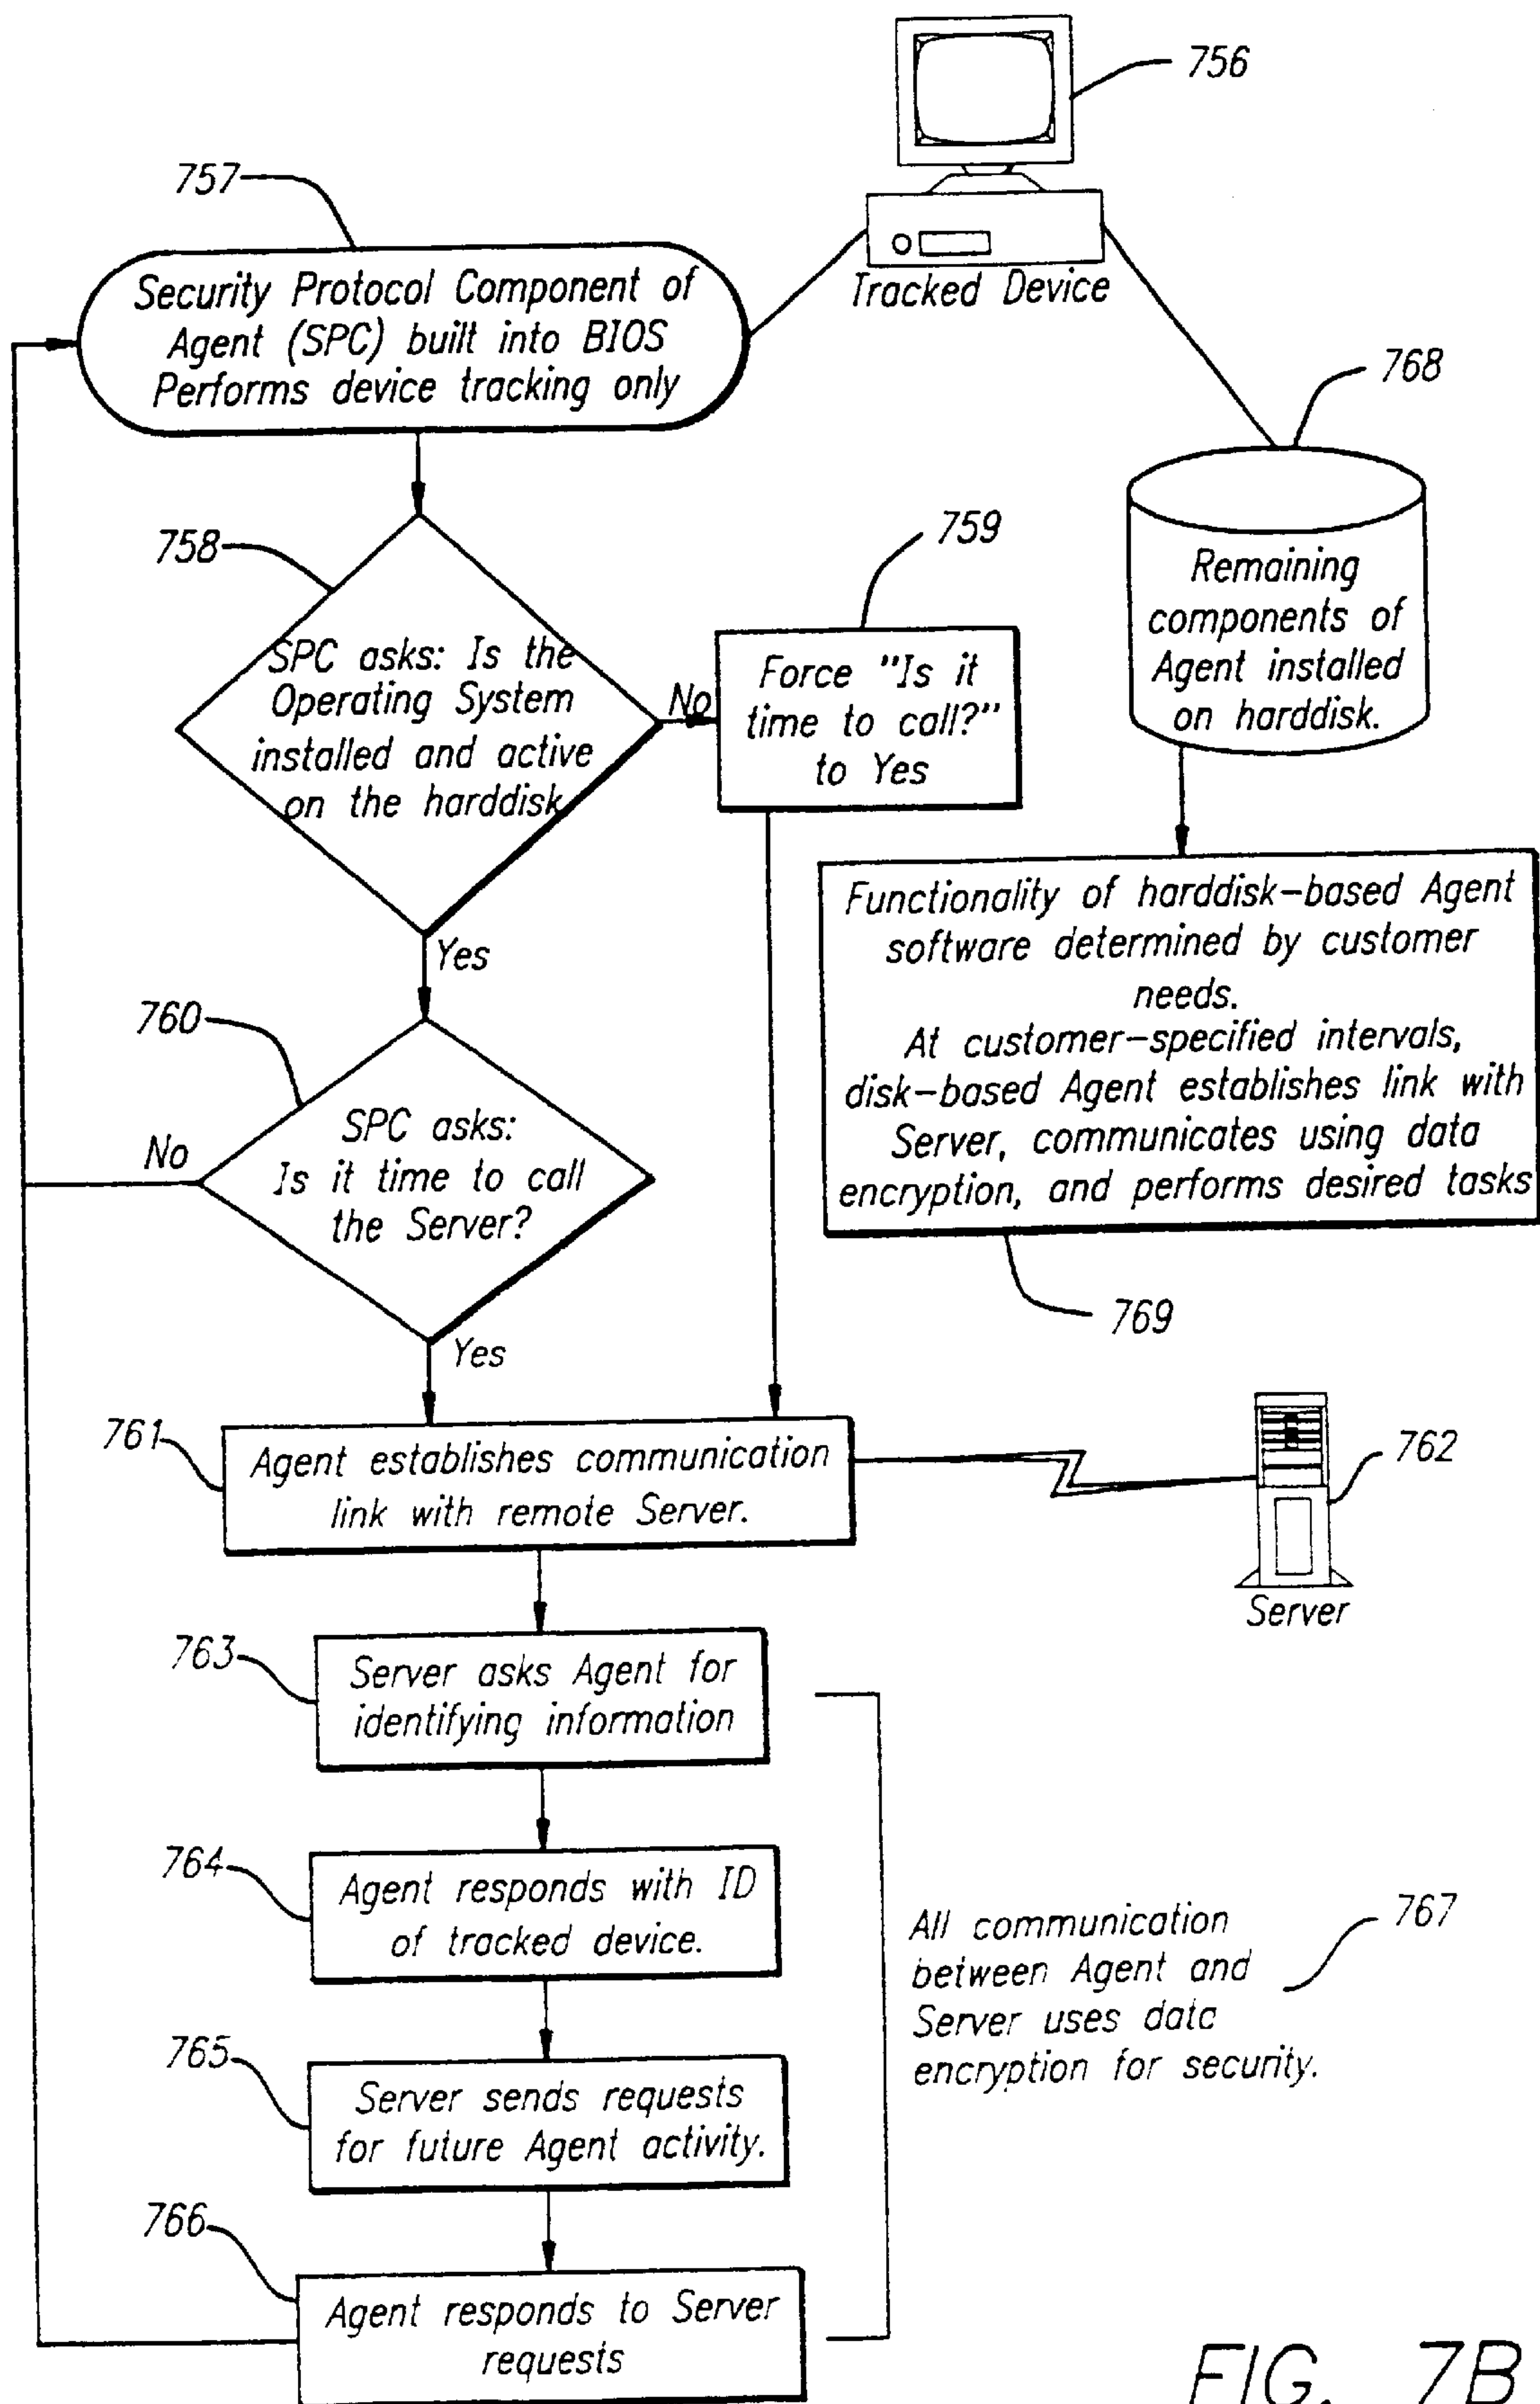 756
Tracked Device
757
Security Protocol Component of
Agent (SPC) built into BIOS
Performs device tracking only
768
Remaining
components of
Agent installed
on harddisk.
758
SPC asks: Is the
Operating System
installed and active
on the harddisk
No
759
Force "Is it
time to call?"
to Yes
Yes
Functionality of harddisk-based Agent
software determined by customer
needs.
At customer-specified intervals,
disk-based Agent establishes link with
Server, communicates using data
encryption, and performs desired tasks
769
760
SPC asks:
Is it time to call
the Server?
No
Yes
761
Agent establishes communication
link with remote Server.
762
Server
763
Server asks Agent for
identifying information
764
Agent responds with ID
of tracked device.
765
Server sends requests
for future Agent activity.
766
Agent responds to Server
requests
All communication
between Agent and
Server uses data
encryption for security.
767
FIG. 7B